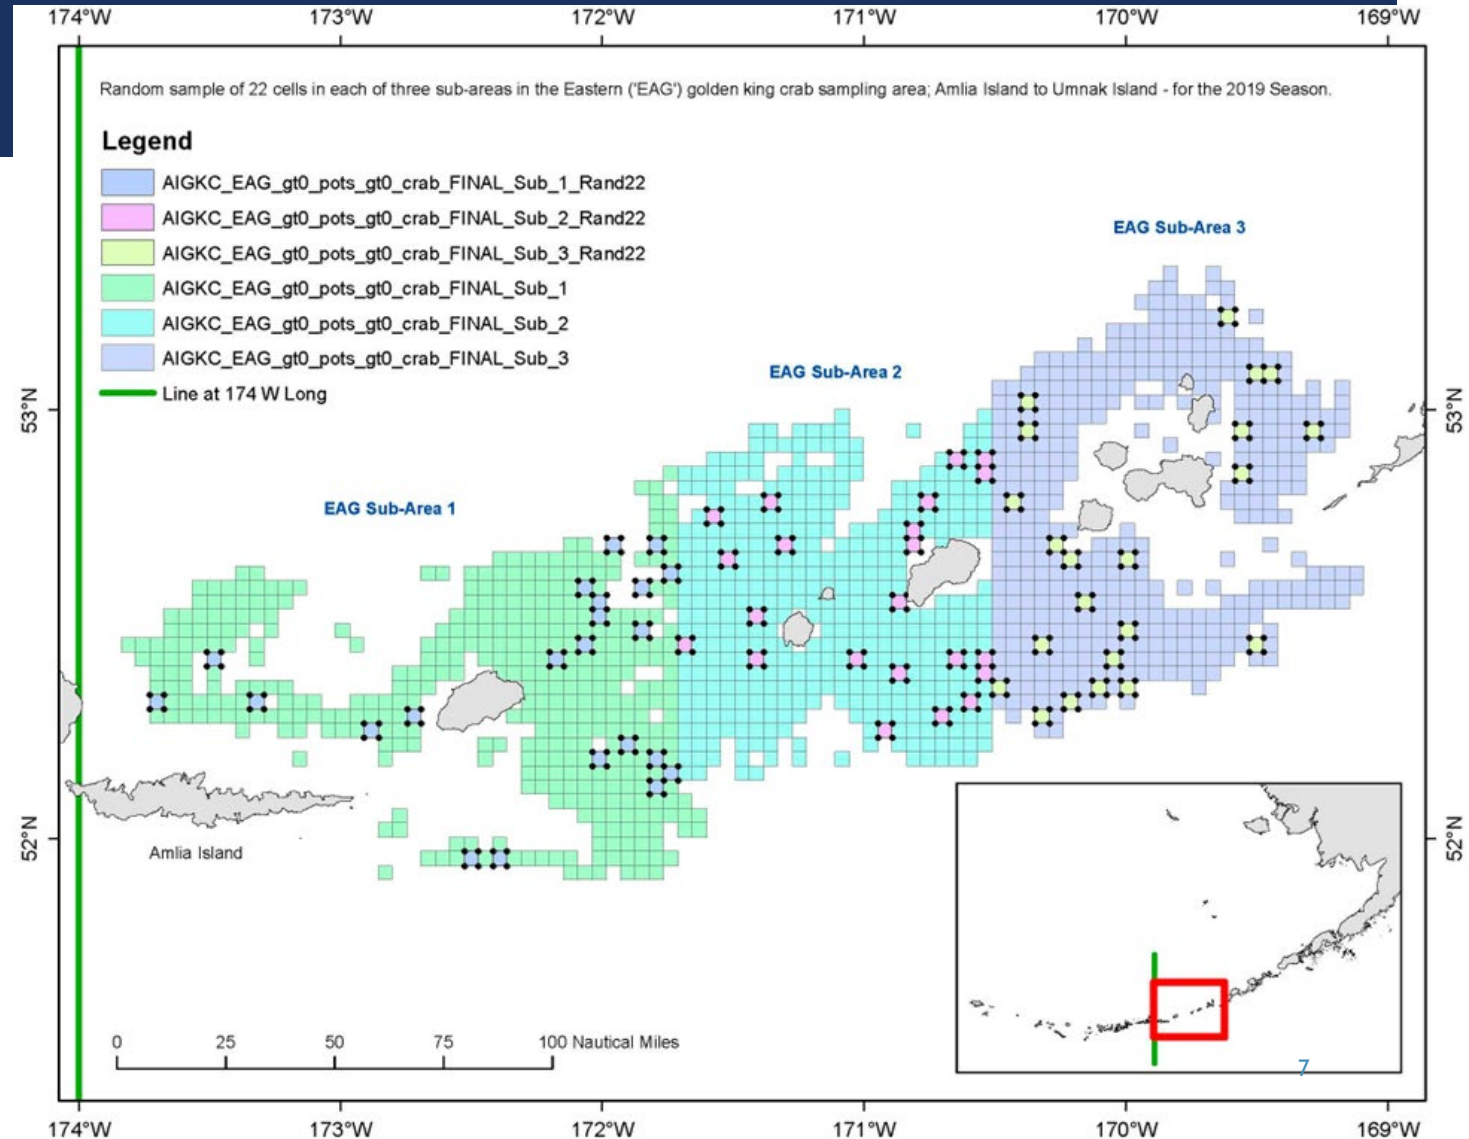 174°W 173°W 172°W 171°W 170°W 169°W
Random sample of 22 cells in each of three sub-areas in the Eastern ('EAG') golden king crab sampling area; Amlia Island to Umnak Island - for the 2019 Season.
Legend
AIGKC_EAG_gt0_pots_gt0_crab_FINAL_Sub_1_Rand22
AIGKC_EAG_gt0_pots_gt0_crab_FINAL_Sub_2_Rand22
AIGKC_EAG_gt0_pots_gt0_crab_FINAL_Sub_3_Rand22
AIGKC_EAG_gt0_pots_gt0_crab_FINAL_Sub_1
AIGKC_EAG_gt0_pots_gt0_crab_FINAL_Sub_2
AIGKC_EAG_gt0_pots_gt0_crab_FINAL_Sub_3
Line at 174 W Long
EAG Sub-Area 3
EAG Sub-Area 2
EAG Sub-Area 1
53°N 53°N
52°N 52°N
Amlia Island
0 25 50 75 100 Nautical Miles
7
174°W 173°W 172°W 171°W 170°W 169°W